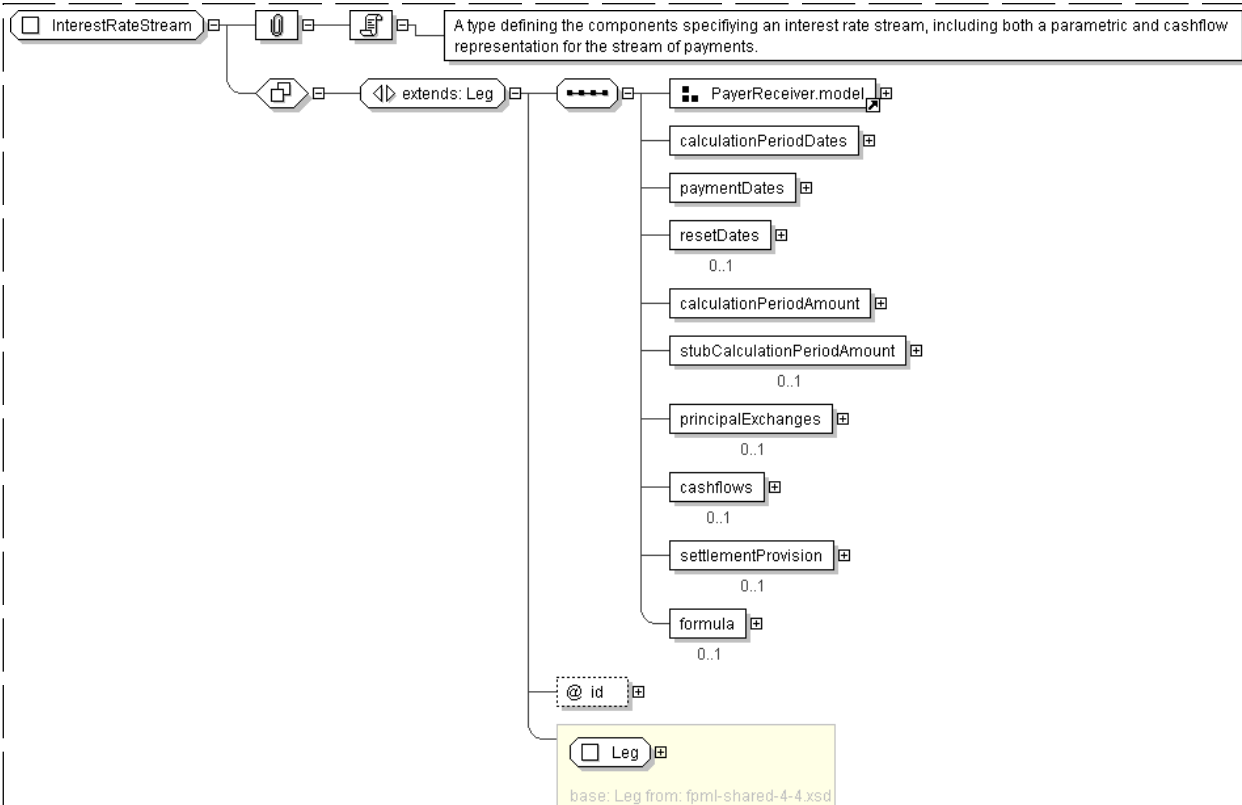 InterestRateStream
A type defining the components specifiying an interest rate stream, including both a parametric and cashflow
representation for the stream of payments.
extends: Leg
PayerReceiver.model
calculationPeriodDates
paymentDates
resetDates
0..1
calculationPeriodAmount
stubCalculationPeriodAmount
0..1
principalExchanges
0..1
cashflows
0..1
settlementProvision
0..1
formula
0..1
@ id
Leg
base: Leg from: fpml-shared-4-4.xsd